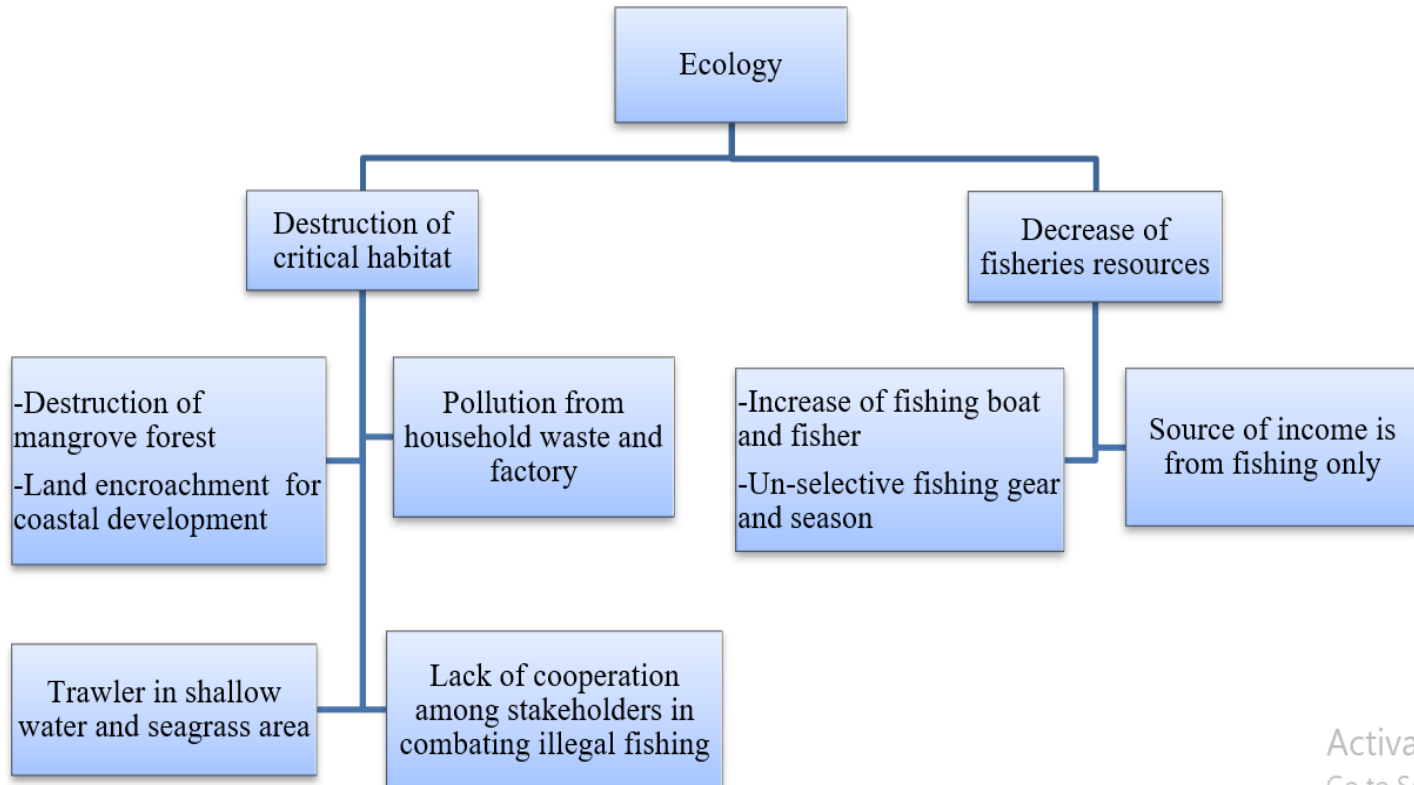 Ecology
Destruction of
critical habitat
Decrease of
fisheries resources
-Destruction of
mangrove forest
-Land encroachment for
coastal development
Pollution from
household waste and
factory
-Increase of fishing boat
and fisher
-Un-selective fishing gear
and season
Source of income is
from fishing only
Trawler in shallow
water and seagrass area
Lack of cooperation
among stakeholders in
combating illegal fishing
Activa